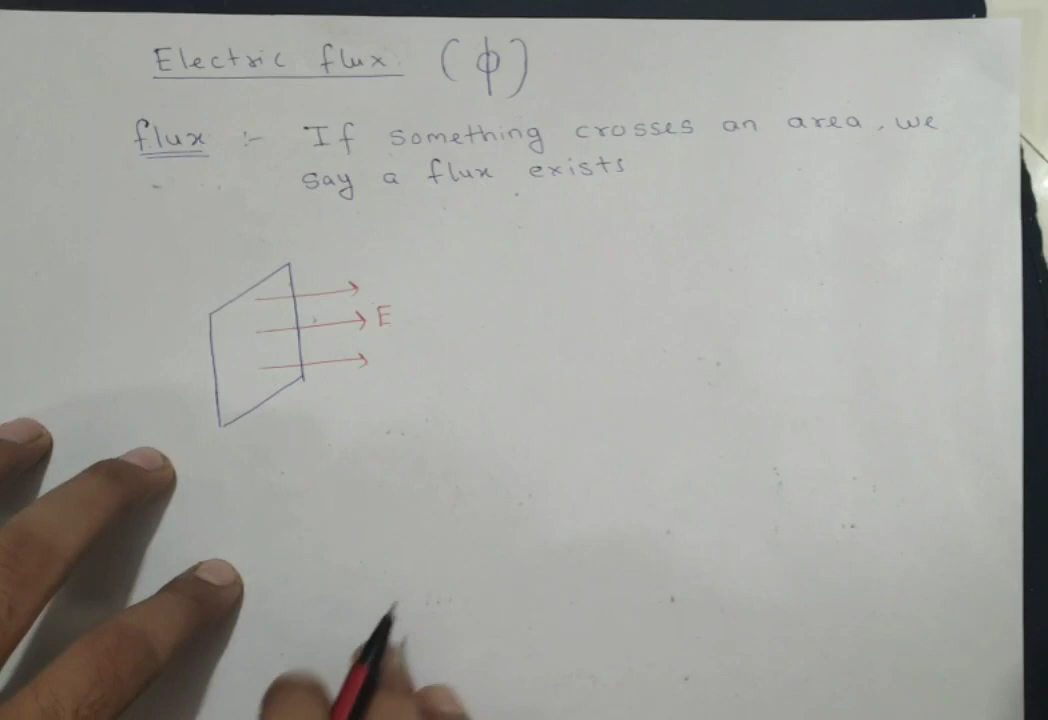 Electric flux (ϕ)
flux :- If something crosses an area, we
say a flux exists
E